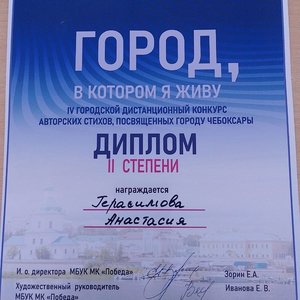 ГОРОД,
В КОТОРОМ Я ЖИВУ
IV ГОРОДСКОЙ ДИСТАНЦИОННЫЙ КОНКУРС
АВТОРСКИХ СТИХОВ, ПОСВЯЩЕННЫХ ГОРОДУ ЧЕБОКСАРЫ
ДИПЛОМ
II СТЕПЕНИ
награждается
Герасимова
Анастасия
И. о. директора МБУК МК «Победа» Зорин Е.А.
Художественный руководитель Иванова Е. В.
МБУК МК «Победа»